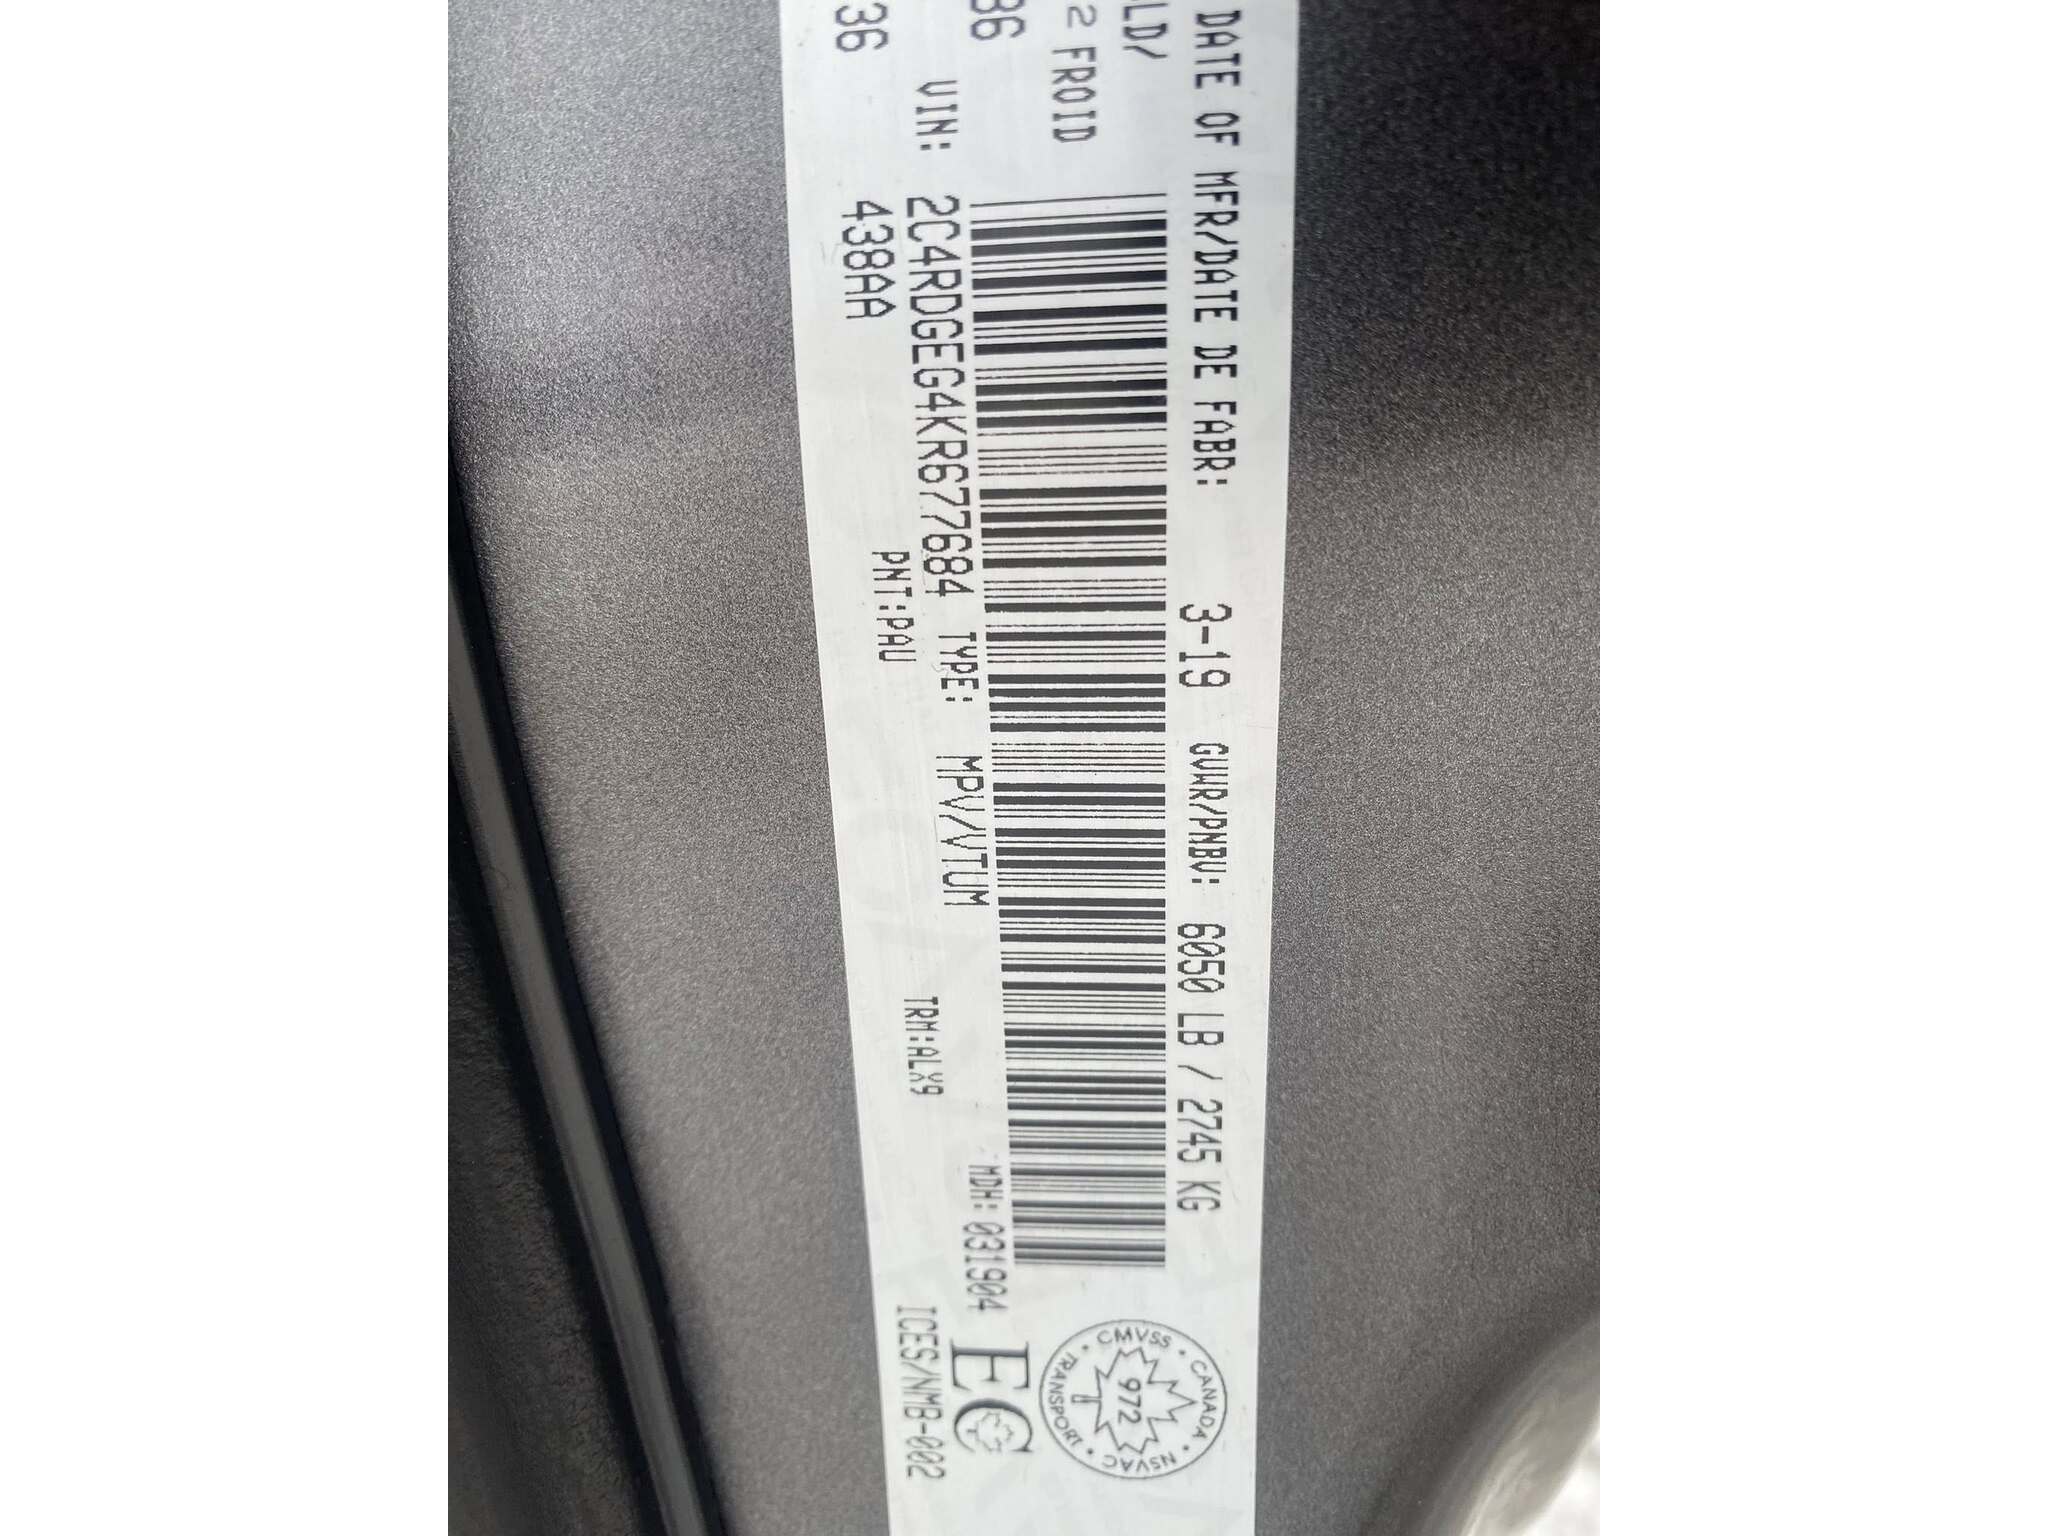 DATE OF MFR/DATE DE FABR: 3-19 GVWR/PNBV: 6050 LB / 2745 KG
LD/
2 FROID
36
VIN: 2C4RDGEG4KR677684 TYPE: MPV/VTUM MDH: 031904
36 438AA PNT:PAU TRM:ALX9 ICES/NMB-002
CMVSS • CANADA • NSVAC • TRANSPORT •
972
EC